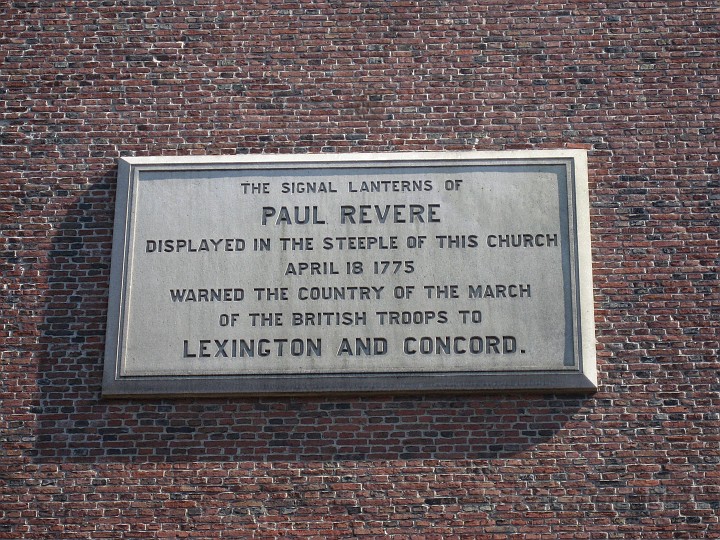 THE SIGNAL LANTERNS OF
PAUL REVERE
DISPLAYED IN THE STEEPLE OF THIS CHURCH
APRIL 18 1775
WARNED THE COUNTRY OF THE MARCH
OF THE BRITISH TROOPS TO
LEXINGTON AND CONCORD.